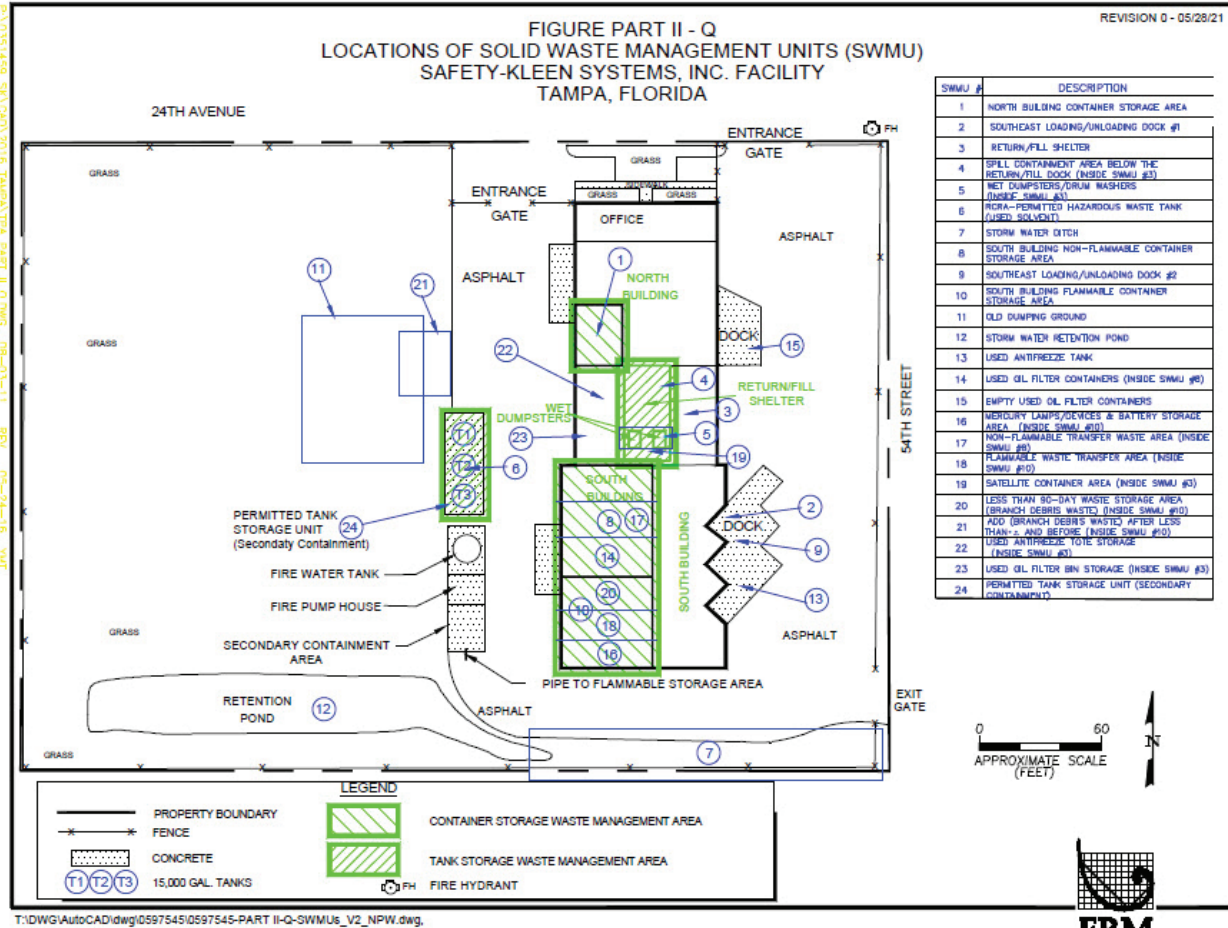 REVISION 0 - 05/28/21
FIGURE PART II - Q
LOCATIONS OF SOLID WASTE MANAGEMENT UNITS (SWMU)
SAFETY-KLEEN SYSTEMS, INC. FACILITY
TAMPA, FLORIDA
24TH AVENUE
ENTRANCE
GATE
FH
GRASS
GRASS
SIDEWALK
GRASS
GRASS
ENTRANCE
GATE
OFFICE
ASPHALT
ASPHALT
11
21
1
NORTH
BUILDING
GRASS
DOCK
15
22
4
RETURN/FILL
SHELTER
3
WET
DUMPSTERS
23
5
19
54TH STREET
T1
T2
T3
6
24
PERMITTED TANK
STORAGE UNIT
(Secondaty Containment)
SOUTH
BUILDING
8
17
14
20
10
18
16
SOUTH BUILDING
2
DOCK
9
13
ASPHALT
FIRE WATER TANK
FIRE PUMP HOUSE
GRASS
SECONDARY CONTAINMENT
AREA
PIPE TO FLAMMABLE STORAGE AREA
RETENTION
POND
12
ASPHALT
EXIT
GATE
7
GRASS
SWMU # DESCRIPTION
1 NORTH BUILDING CONTAINER STORAGE AREA
2 SOUTHEAST LOADING/UNLOADING DOCK #1
3 RETURN/FILL SHELTER
4 SPILL CONTAINMENT AREA BELOW THE
RETURN/FILL DOCK (INSIDE SWMU #3)
5 WET DUMPSTERS/DRUM WASHERS
(INSIDE SWMU #3)
6 RCRA-PERMITTED HAZARDOUS WASTE TANK
(USED SOLVENT)
7 STORM WATER DITCH
8 SOUTH BUILDING NON-FLAMMABLE CONTAINER
STORAGE AREA
9 SOUTHEAST LOADING/UNLOADING DOCK #2
10 SOUTH BUILDING FLAMMABLE CONTAINER
STORAGE AREA
11 OLD DUMPING GROUND
12 STORM WATER RETENTION POND
13 USED ANTIFREEZE TANK
14 USED OIL FILTER CONTAINERS (INSIDE SWMU #8)
15 EMPTY USED OIL FILTER CONTAINERS
16 MERCURY LAMPS/DEVICES & BATTERY STORAGE
AREA (INSIDE SWMU #10)
17 NON-FLAMMABLE TRANSFER WASTE AREA (INSIDE
SWMU #8)
18 FLAMMABLE WASTE TRANSFER AREA (INSIDE
SWMU #10)
19 SATELLITE CONTAINER AREA (INSIDE SWMU #3)
20 LESS THAN 90-DAY WASTE STORAGE AREA
(BRANCH DEBRIS WASTE) (INSIDE SWMU #10)
21 ADD (BRANCH DEBRIS WASTE) AFTER LESS
AND BEFORE (INSIDE SWMU #10)
22 USED ANTIFREEZE TOTE STORAGE
(INSIDE SWMU #3)
23 USED OIL FILTER BIN STORAGE (INSIDE SWMU #3)
24 PERMITTED TANK STORAGE UNIT (SECONDARY
CONTAINMENT)
0 60
APPROXIMATE SCALE
(FEET)
N
LEGEND
PROPERTY BOUNDARY
FENCE
CONCRETE
T1 T2 T3 15,000 GAL. TANKS
CONTAINER STORAGE WASTE MANAGEMENT AREA
TANK STORAGE WASTE MANAGEMENT AREA
FH FIRE HYDRANT
ERM
T:\DWG\AutoCAD\dwg\0597545\0597545-PART II-Q-SWMUs_V2_NPW.dwg,